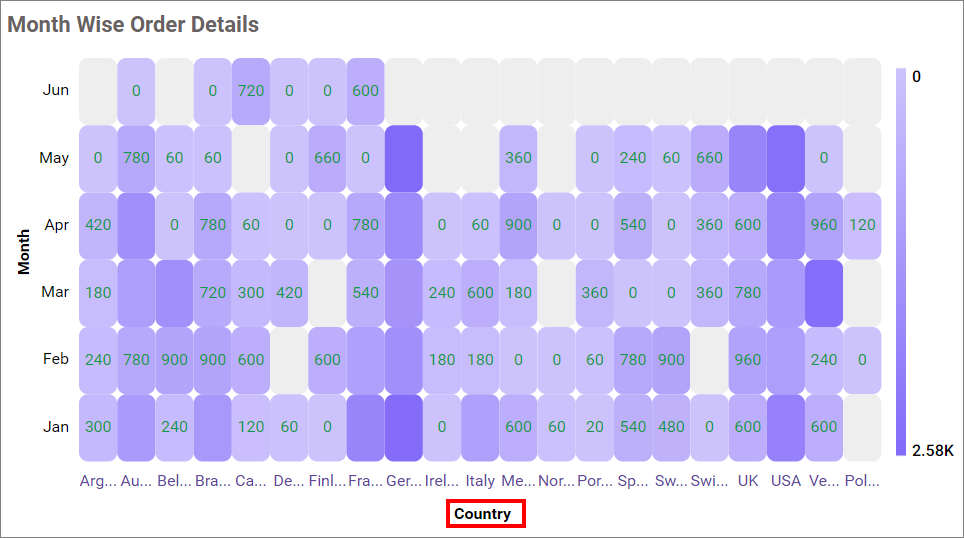 Month Wise Order Details
0
Jun 0 0 720 0 0 600
May 0 780 60 60 0 660 0 360 0 240 60 660 0
Apr 420 0 780 60 0 0 780 0 60 900 0 0 540 0 360 600 960 120
Month
Mar 180 720 300 420 540 240 600 180 360 0 0 360 780
Feb 240 780 900 900 600 600 180 180 0 0 60 780 900 960 240 0
Jan 300 240 120 60 0 0 600 60 20 540 480 0 600 600
2.58K
Arg... Au... Bel... Bra... Ca... De... Finl... Fra... Ger... Irel... Italy Me... Nor... Por... Sp... Sw... Swi... UK USA Ve... Pol...
Country